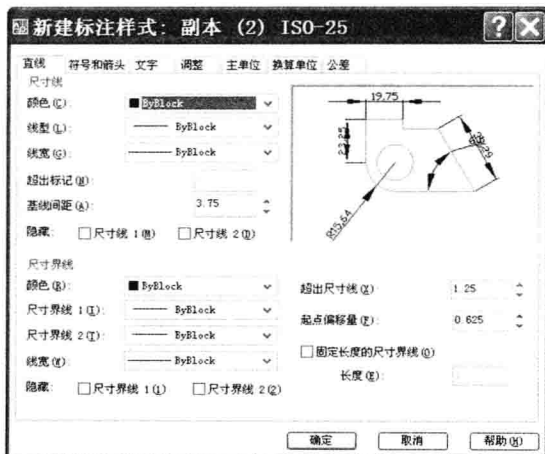 新建标注样式: 副本 (2) ISO-25
直线 符号和箭头 文字 调整 主单位 换算单位 公差
尺寸线
颜色(C): ByBlock
线型(L): ByBlock
线宽(G): ByBlock
超出标记(N):
基线间距(A): 3.75
隐藏: 尺寸线 1(M) 尺寸线 2(D)
19.75
23.25
R15.64
尺寸界线
颜色(R): ByBlock
尺寸界线 1(I): ByBlock
尺寸界线 2(T): ByBlock
线宽(W): ByBlock
隐藏: 尺寸界线 1(1) 尺寸界线 2(2)
超出尺寸线(X): 1.25
起点偏移量(F): 0.625
固定长度的尺寸界线(O)
长度(E):
确定 取消 帮助(H)